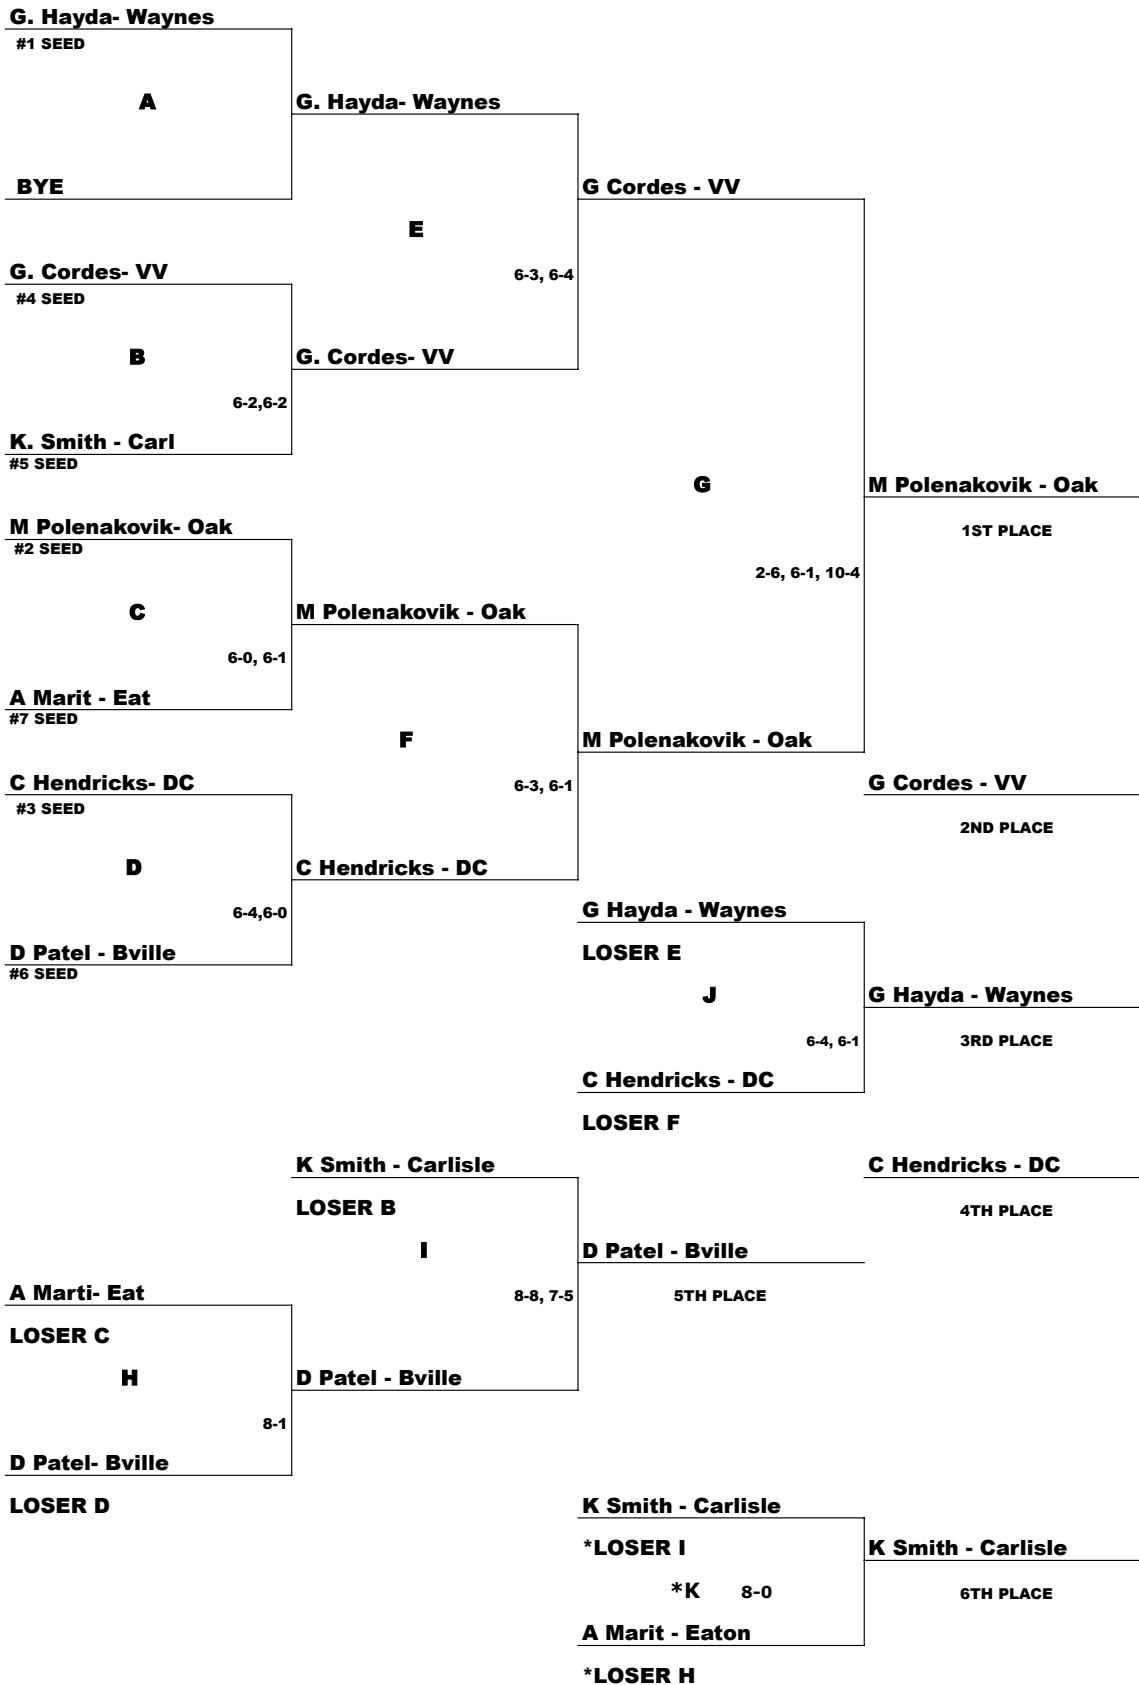 G. Hayda- Waynes
#1 SEED
A
G. Hayda- Waynes
BYE
G Cordes - VV
E
G. Cordes- VV
6-3, 6-4
#4 SEED
B
G. Cordes- VV
6-2,6-2
K. Smith - Carl
#5 SEED
G
M Polenakovik - Oak
M Polenakovik- Oak
1ST PLACE
#2 SEED
2-6, 6-1, 10-4
C
M Polenakovik - Oak
6-0, 6-1
A Marit - Eat
#7 SEED
F
M Polenakovik - Oak
C Hendricks- DC
6-3, 6-1
G Cordes - VV
#3 SEED
2ND PLACE
D
C Hendricks - DC
6-4,6-0
G Hayda - Waynes
D Patel - Bville
LOSER E
#6 SEED
J
G Hayda - Waynes
6-4, 6-1
3RD PLACE
C Hendricks - DC
LOSER F
K Smith - Carlisle
C Hendricks - DC
LOSER B
4TH PLACE
I
D Patel - Bville
A Marti- Eat
8-8, 7-5
5TH PLACE
LOSER C
H
D Patel - Bville
8-1
D Patel- Bville
LOSER D
K Smith - Carlisle
*LOSER I
K Smith - Carlisle
*K 8-0
6TH PLACE
A Marit - Eaton
*LOSER H